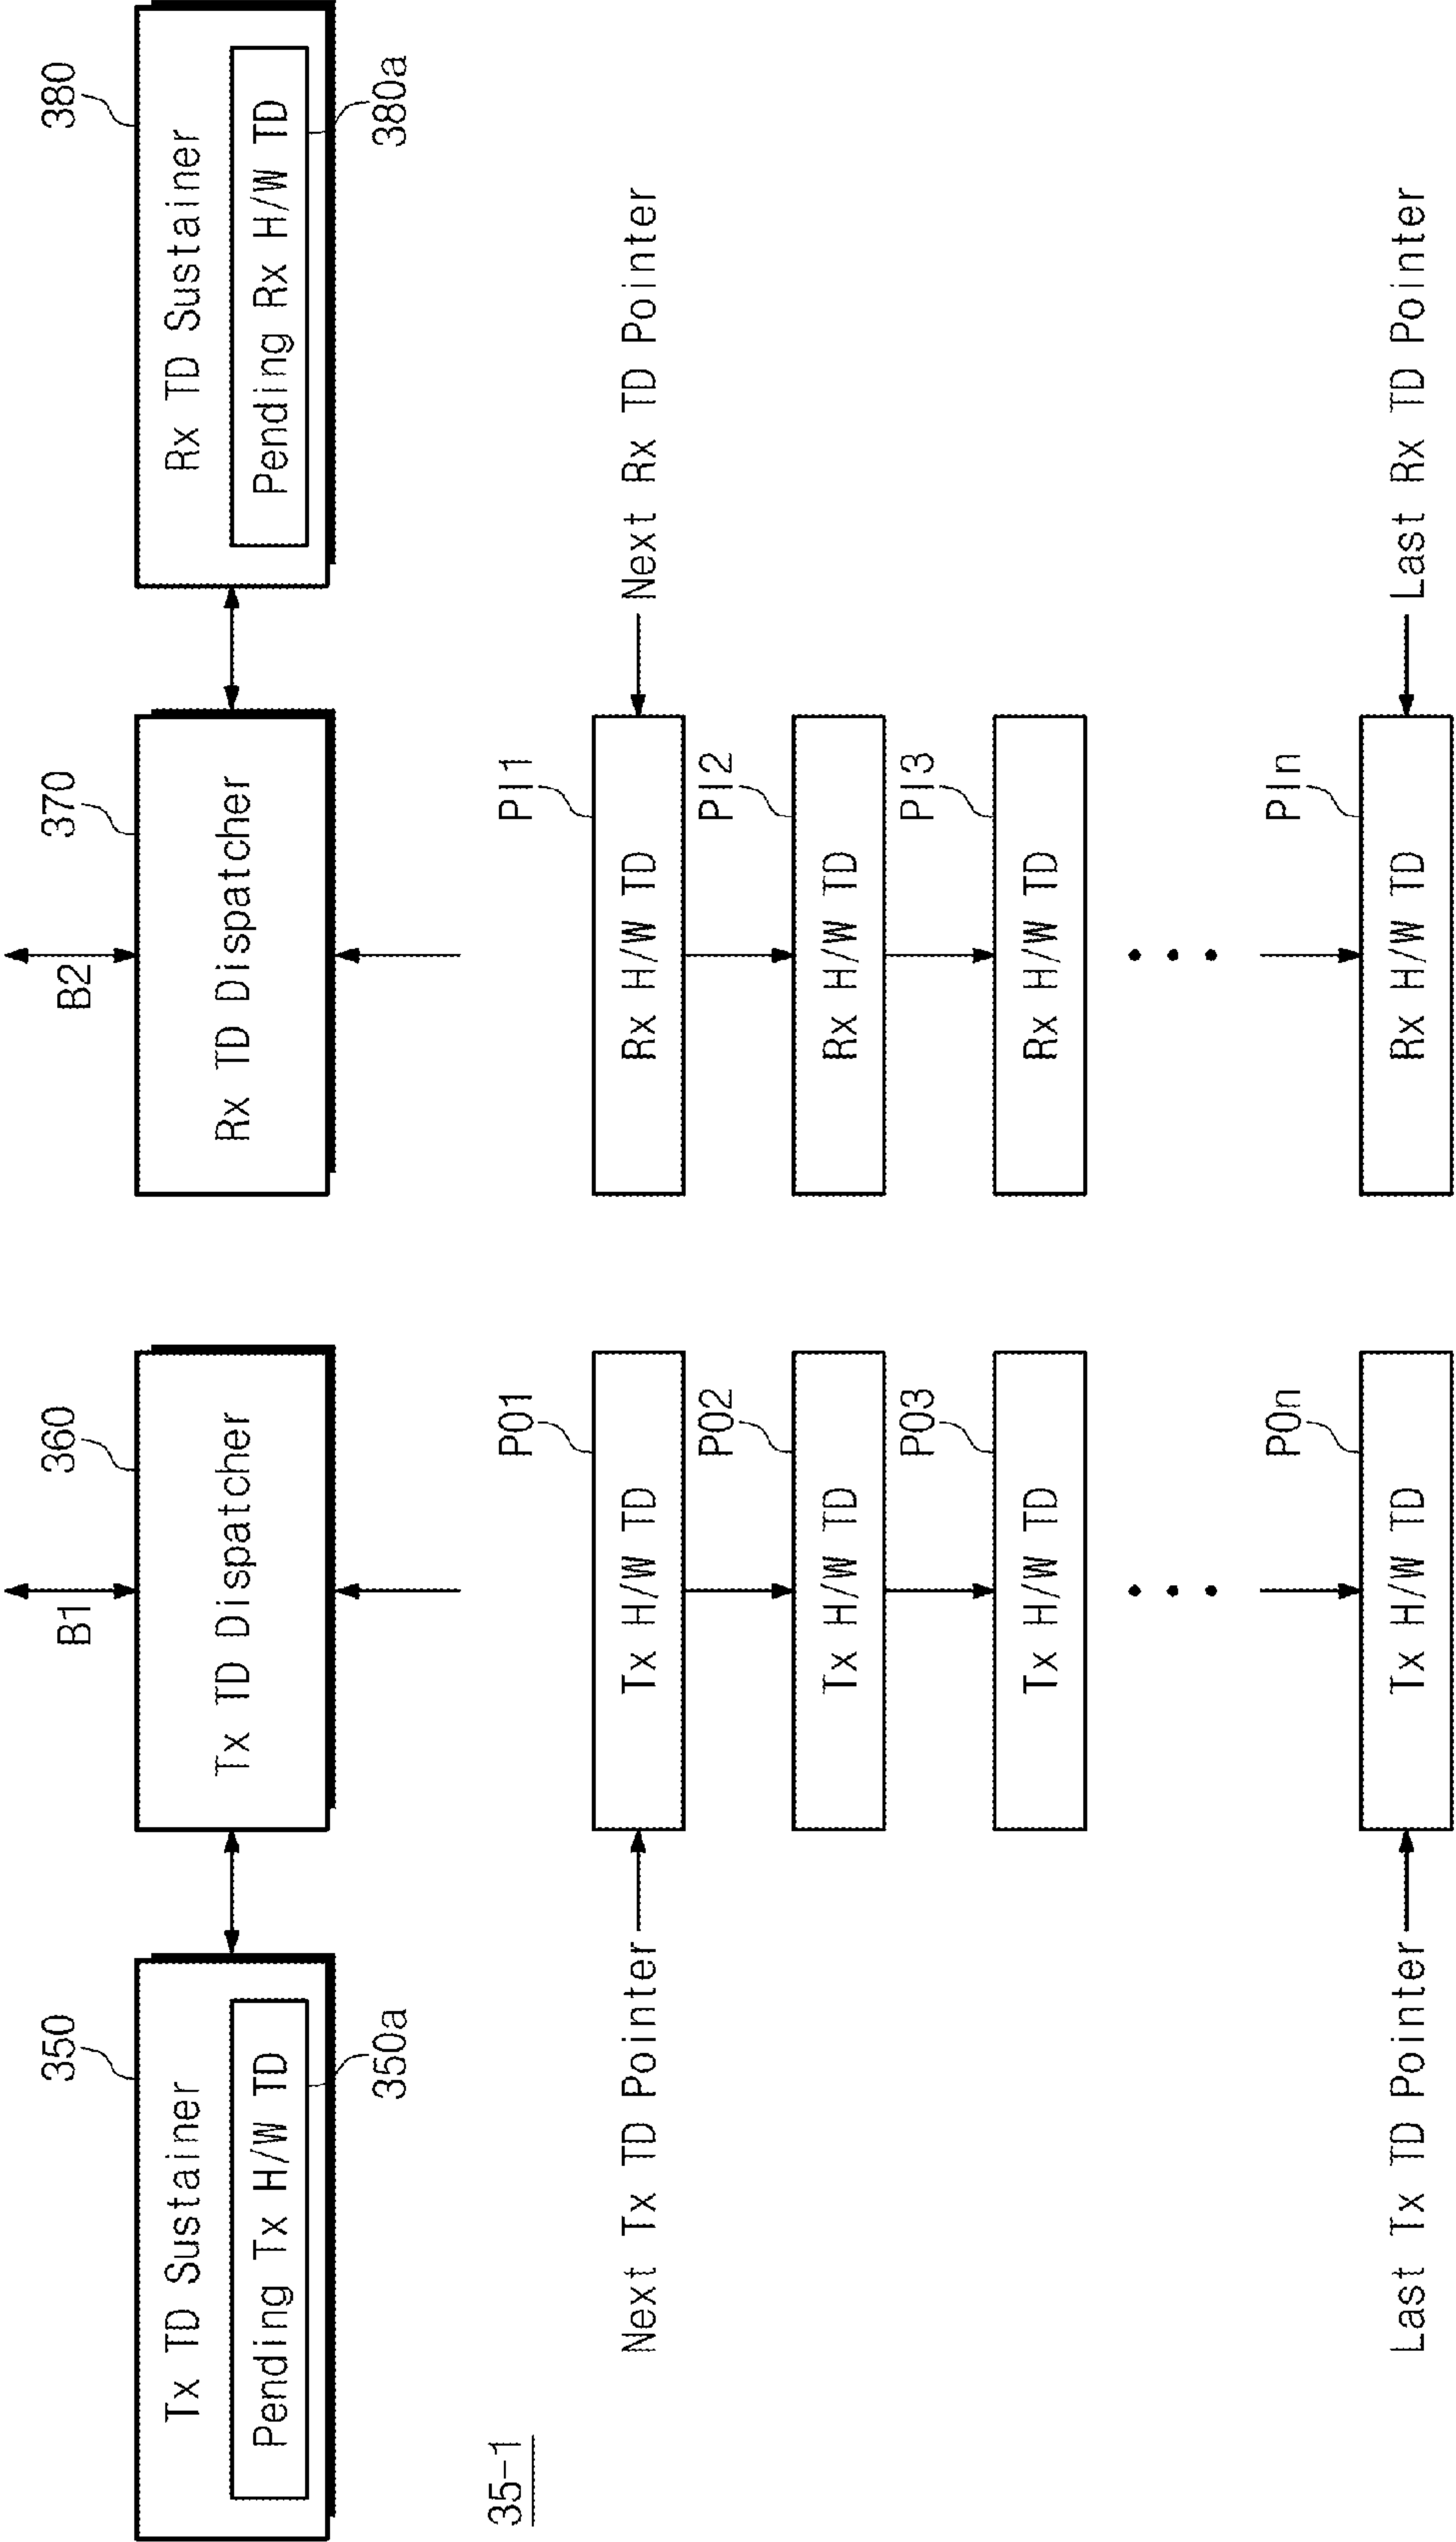 350
360
370
380
B1
B2
Tx TD Sustainer
Pending Tx H/W TD
350a
Tx TD Dispatcher
Rx TD Dispatcher
Rx TD Sustainer
Pending Rx H/W TD
380a
35-1
P01
PI1
Next Tx TD Pointer
Tx H/W TD
Rx H/W TD
Next Rx TD Pointer
P02
PI2
Tx H/W TD
Rx H/W TD
P03
PI3
Tx H/W TD
Rx H/W TD
P0n
PIn
Last Tx TD Pointer
Tx H/W TD
Rx H/W TD
Last Rx TD Pointer